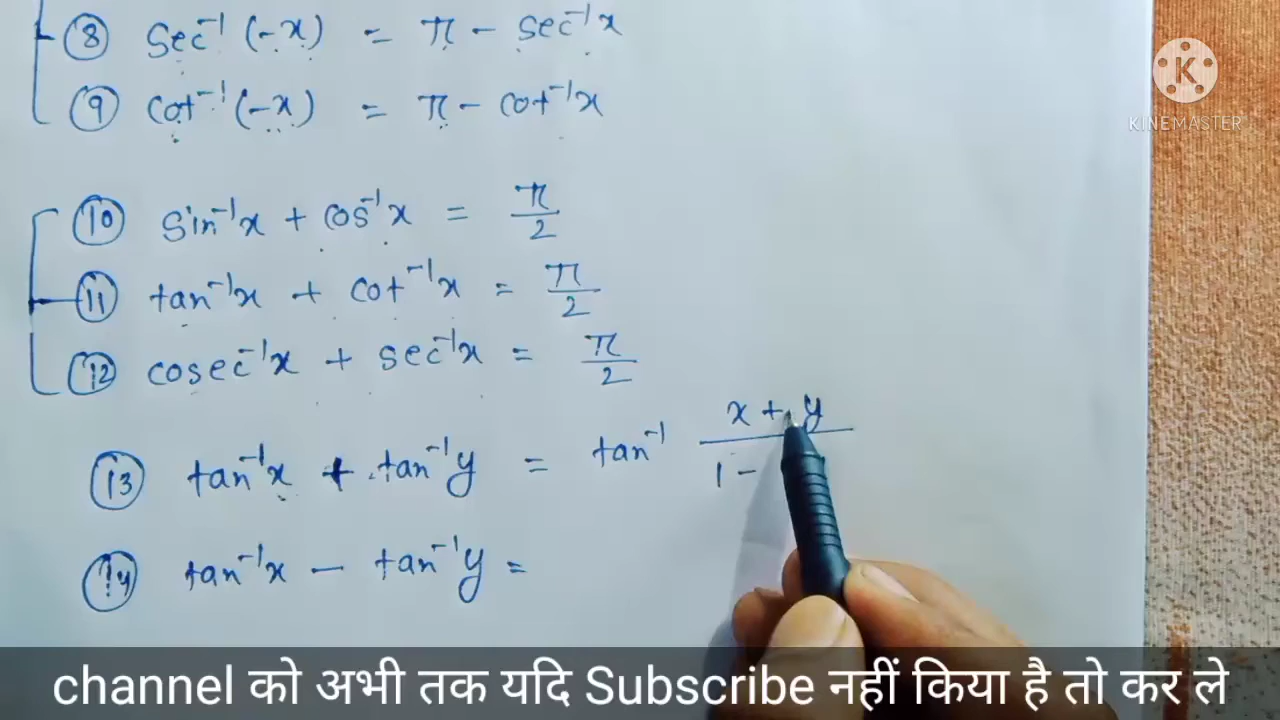 ⑧ sec⁻¹(-x) = π - sec⁻¹x
⑨ cot⁻¹(-x) = π - cot⁻¹x
KINEMASTER
⑩ sin⁻¹x + cos⁻¹x = π/2
⑪ tan⁻¹x + cot⁻¹x = π/2
⑫ cosec⁻¹x + sec⁻¹x = π/2
⑬ tan⁻¹x + tan⁻¹y = tan⁻¹ (x + y)/(1 -
⑭ tan⁻¹x - tan⁻¹y =
channel को अभी तक यदि Subscribe नहीं किया है तो कर ले